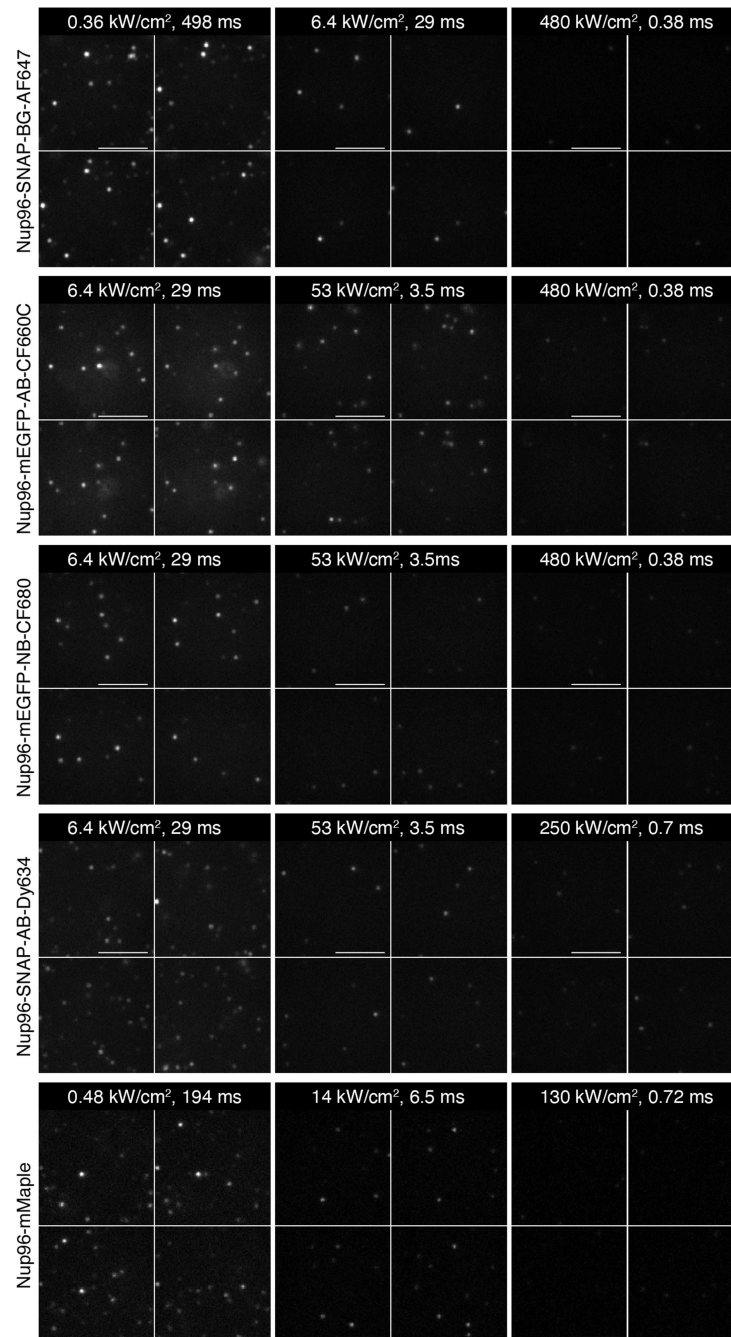 0.36 kW/cm², 498 ms
6.4 kW/cm², 29 ms
480 kW/cm², 0.38 ms
Nup96-SNAP-BG-AF647
6.4 kW/cm², 29 ms
53 kW/cm², 3.5 ms
480 kW/cm², 0.38 ms
Nup96-mEGFP-AB-CF660C
6.4 kW/cm², 29 ms
53 kW/cm², 3.5ms
480 kW/cm², 0.38 ms
Nup96-mEGFP-NB-CF680
6.4 kW/cm², 29 ms
53 kW/cm², 3.5 ms
250 kW/cm², 0.7 ms
Nup96-SNAP-AB-Dy634
0.48 kW/cm², 194 ms
14 kW/cm², 6.5 ms
130 kW/cm², 0.72 ms
Nup96-mMaple